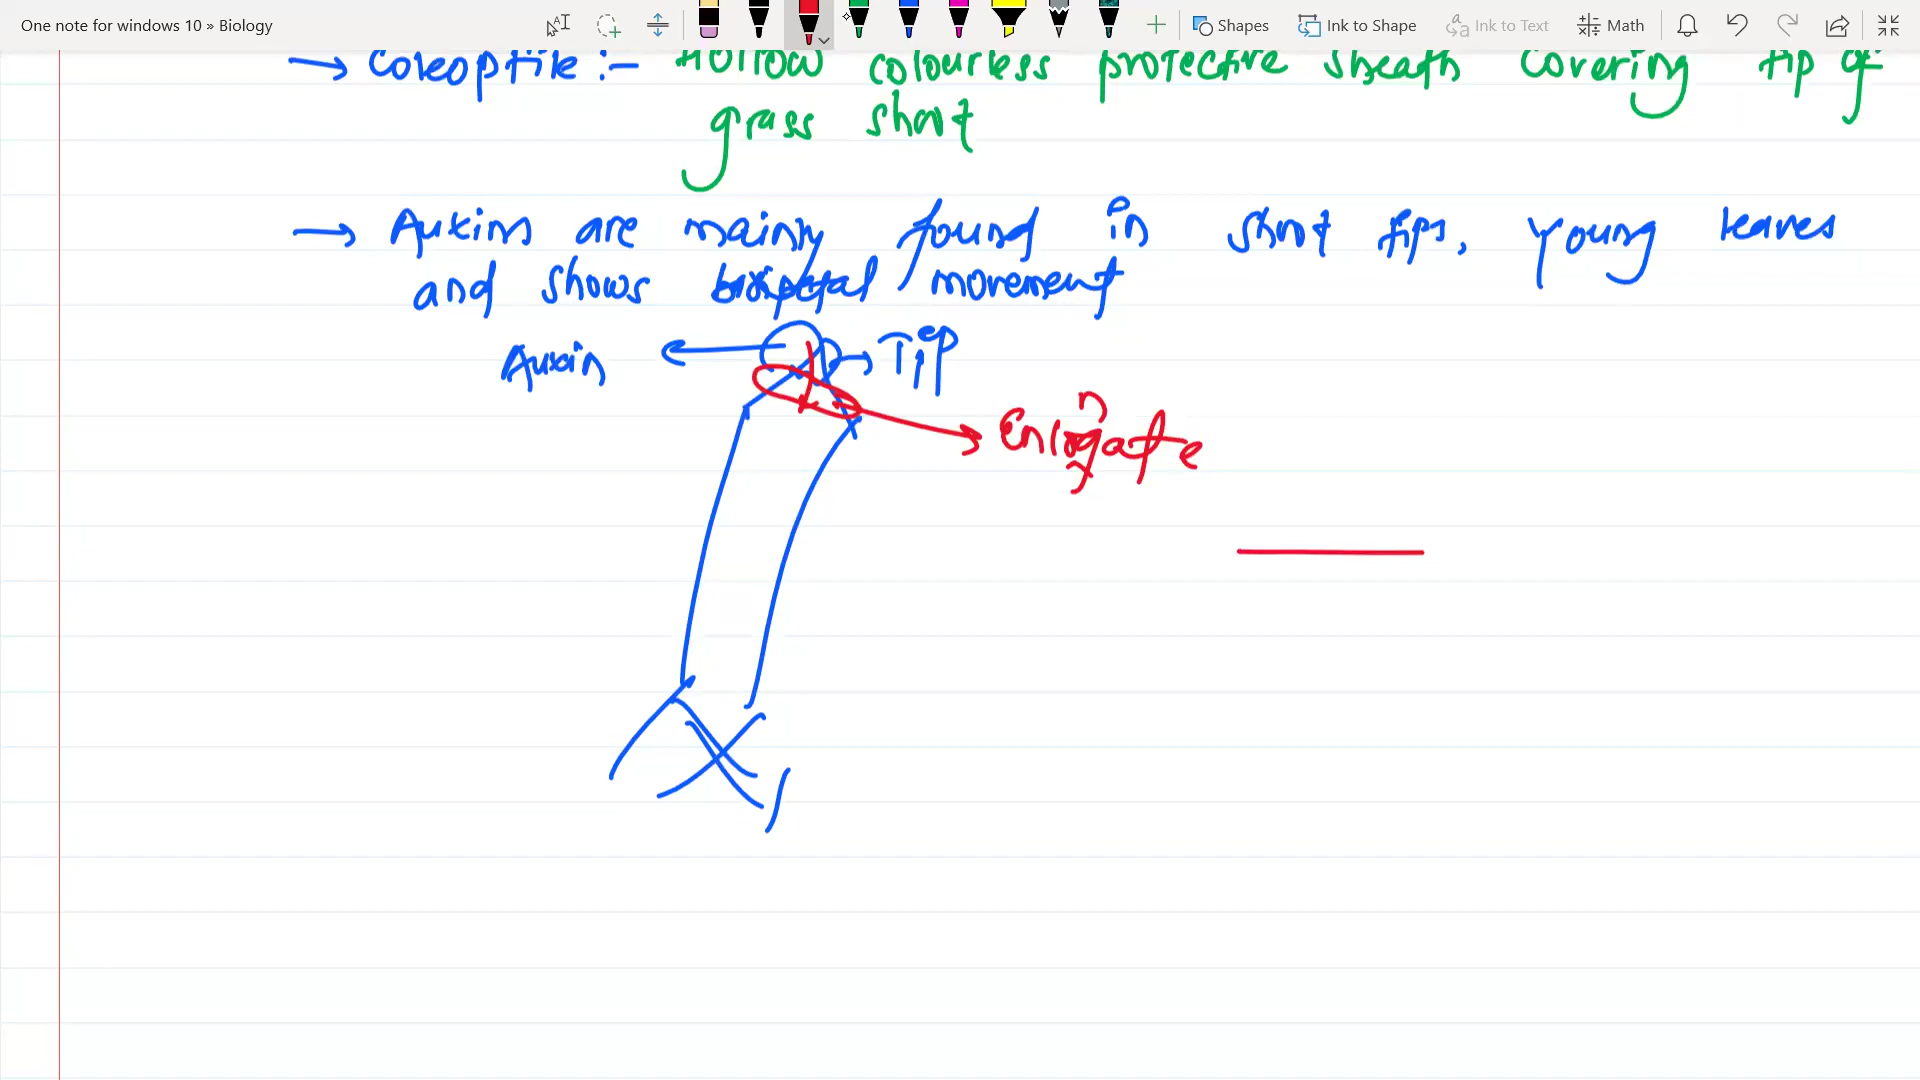 One note for windows 10 » Biology
Shapes
Ink to Shape
Ink to Text
Math
→ Coleoptile :- Hollow colourless protective sheath covering tip of
grass shoot
→ Auxins are mainly found in shoot tips, young leaves
and shows movement
Auxin
Tip
Enlongate